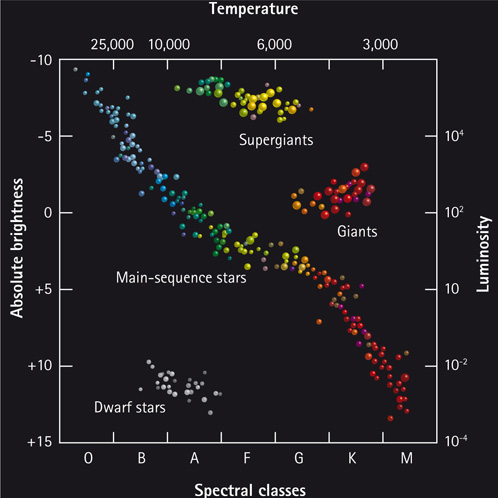 Temperature
25,000 10,000 6,000 3,000
-10
Supergiants
-5 10⁴
Absolute brightness
0 10²
Giants
Luminosity
Main-sequence stars
+5 10
+10 10⁻²
Dwarf stars
+15 10⁻⁴
O B A F G K M
Spectral classes